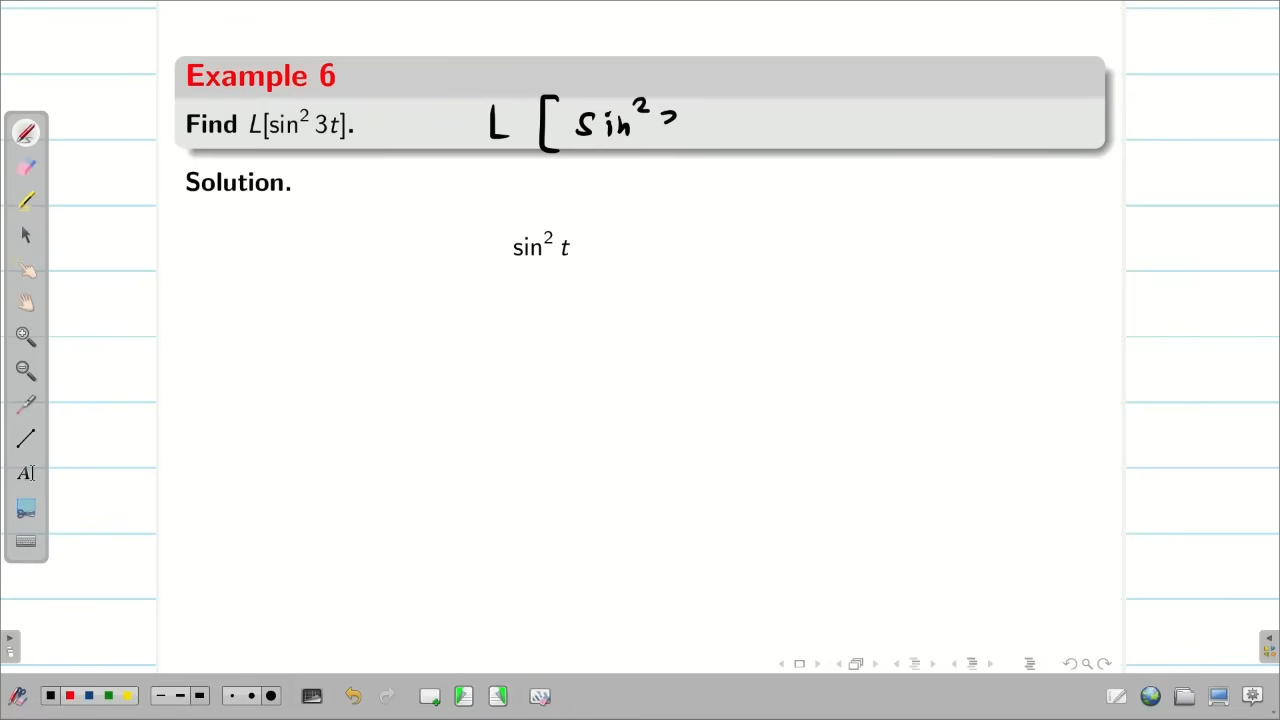 Example 6
Find L[sin² 3t]. L [ sin²
Solution.
sin² t